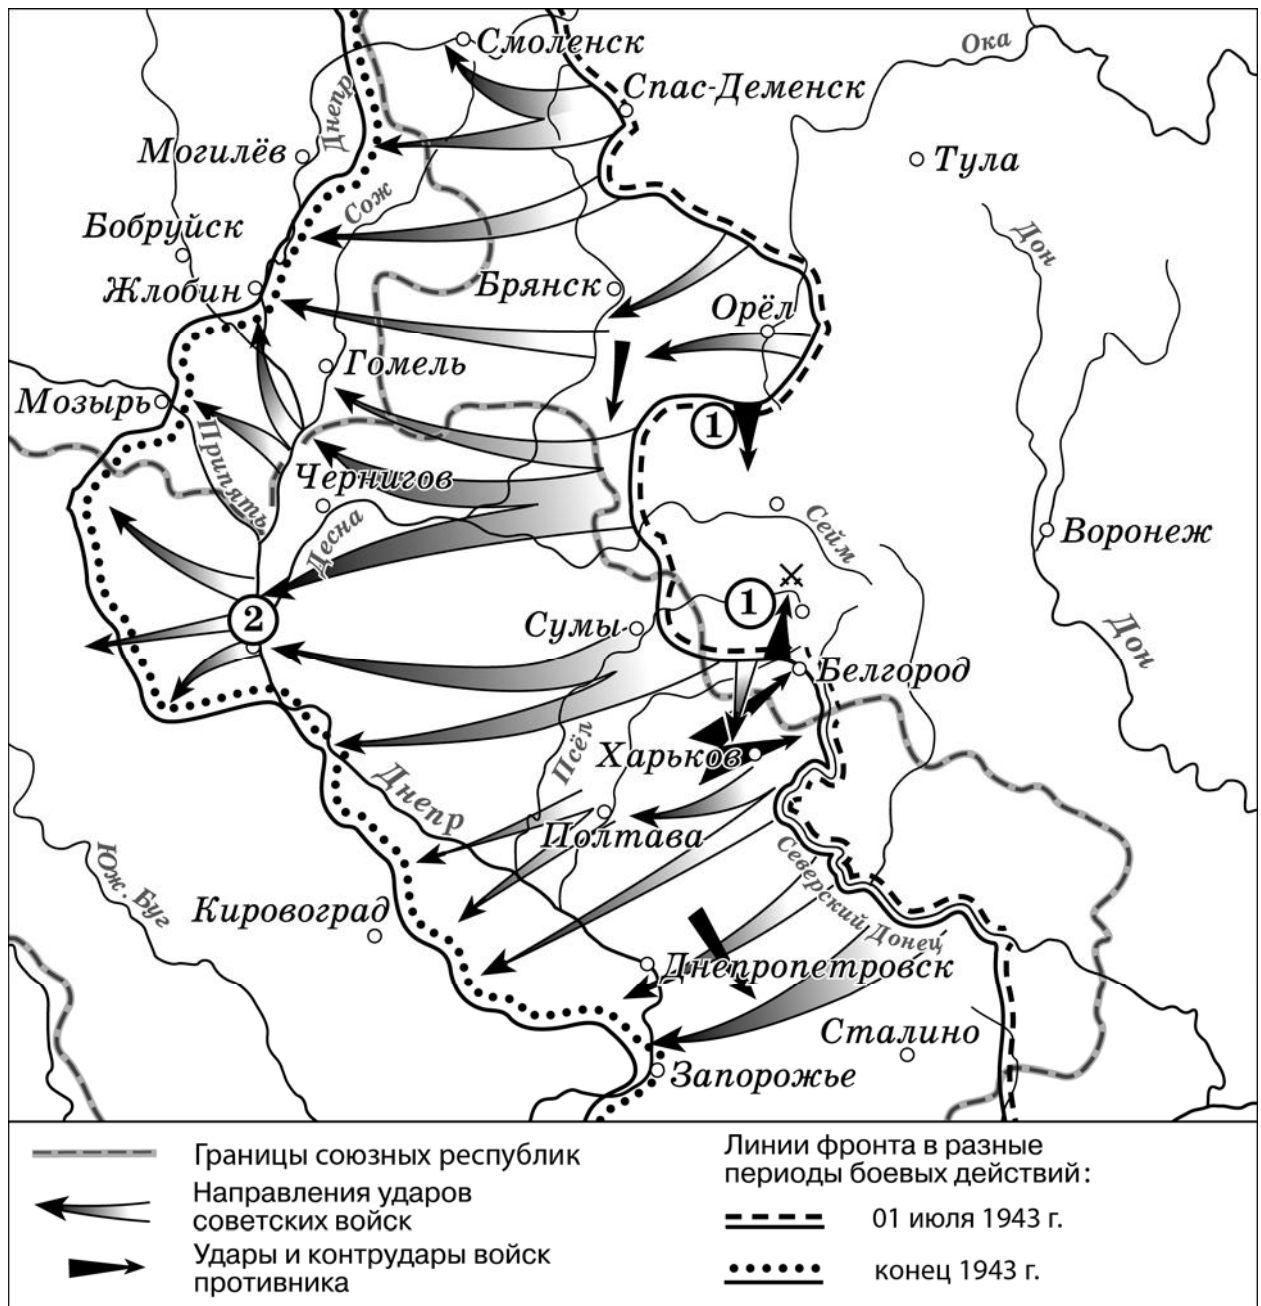 Смоленск
Ока
Спас-Деменск
Днепр
Могилёв
Тула
Сож
Дон
Бобруйск
Жлобин
Брянск
Орёл
Гомель
Мозырь
1
Припять
Чернигов
Десна
Сейм
Воронеж
1
2
Сумы
Дон
Белгород
Псёл
Харьков
Днепр
Полтава
Северский Донец
Юж. Буг
Кировоград
Днепропетровск
Сталино
Запорожье
Границы союзных республик
Направления ударов
советских войск
Удары и контрудары войск
противника
Линии фронта в разные
периоды боевых действий:
01 июля 1943 г.
конец 1943 г.